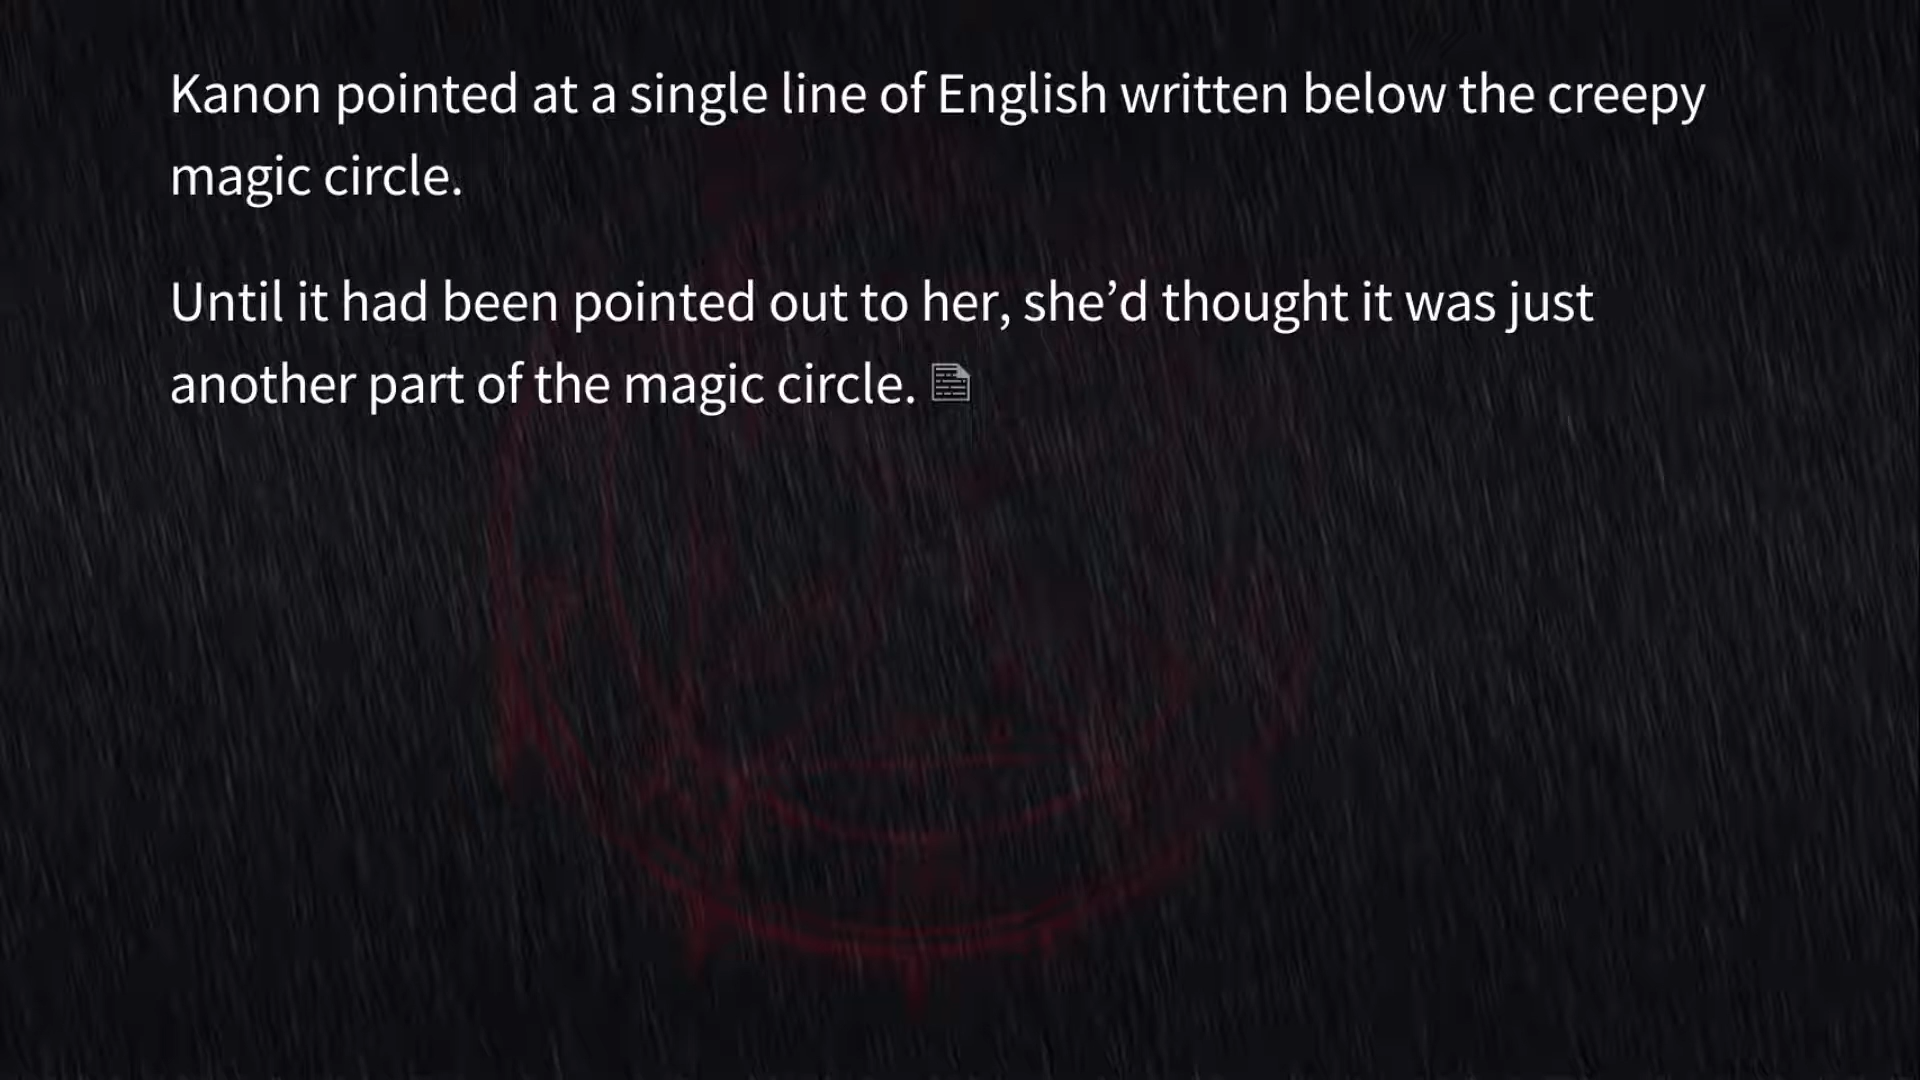 Kanon pointed at a single line of English written below the creepy
magic circle.
Until it had been pointed out to her, she’d thought it was just
another part of the magic circle.